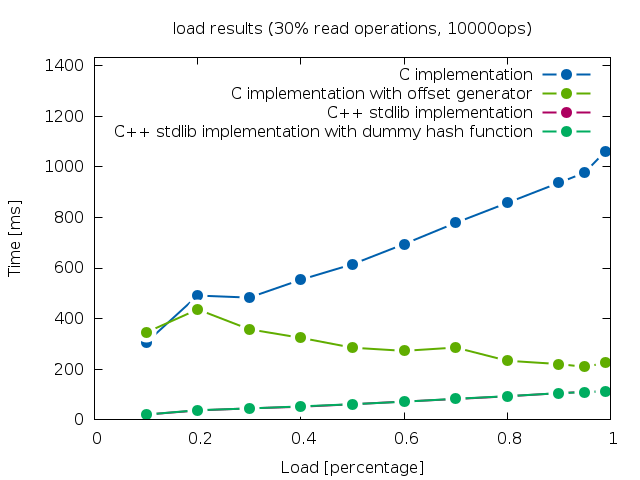 load results (30% read operations, 10000ops)
1400
1200
1000
800
600
400
200
0
Time [ms]
C implementation
C implementation with offset generator
C++ stdlib implementation
C++ stdlib implementation with dummy hash function
0 0.2 0.4 0.6 0.8 1
Load [percentage]